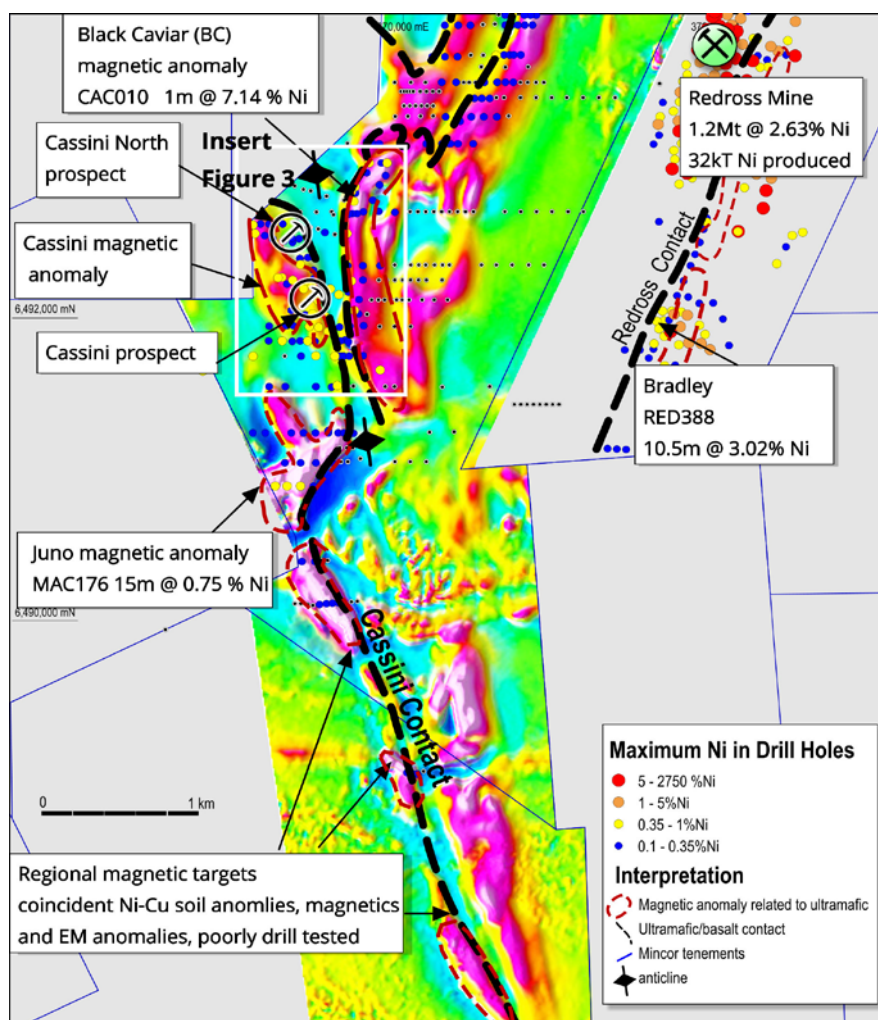 Black Caviar (BC)
magnetic anomaly
CAC010 1m @ 7.14 % Ni
Cassini North
prospect
Insert
Figure 3
Cassini magnetic
anomaly
6,492,000 mN
Cassini prospect
Redross Mine
1.2Mt @ 2.63% Ni
32kT Ni produced
Redross Contact
Bradley
RED388
10.5m @ 3.02% Ni
Juno magnetic anomaly
MAC176 15m @ 0.75 % Ni
6,490,000 mN
Cassini Contact
0 1 km
Regional magnetic targets
coincident Ni-Cu soil anomlies, magnetics
and EM anomalies, poorly drill tested
Maximum Ni in Drill Holes
5 - 2750 %Ni
1 - 5%Ni
0.35 - 1%Ni
0.1 - 0.35%Ni
Interpretation
Magnetic anomaly related to ultramafic
Ultramafic/basalt contact
Mincor tenements
anticline